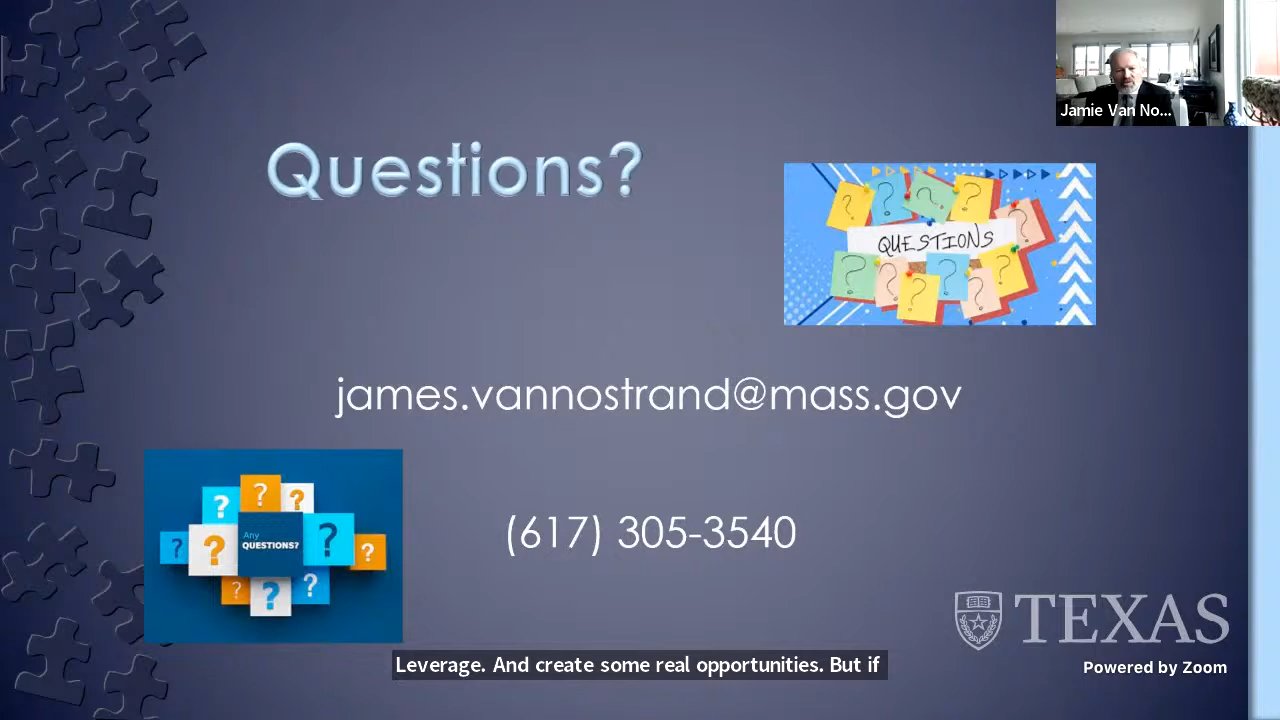 Jamie Van No...
Questions?
? ? ? ? ?
QUESTIONS
? ? ? ? ? ?
james.vannostrand@mass.gov
? ? ?
? ? Any ? ?
QUESTIONS?
? ? ?
(617) 305-3540
TEXAS
Leverage. And create some real opportunities. But if
Powered by Zoom